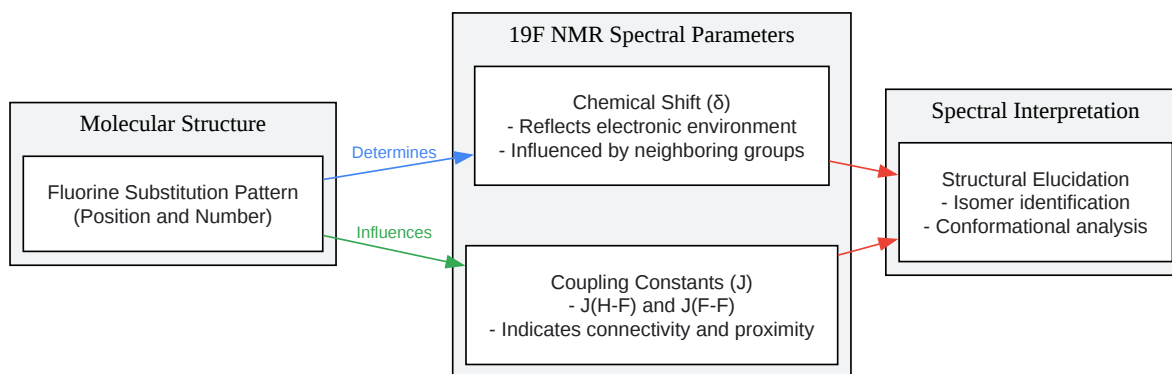 Molecular Structure
Fluorine Substitution Pattern
(Position and Number)
Determines
Influences
19F NMR Spectral Parameters
Chemical Shift (δ)
- Reflects electronic environment
- Influenced by neighboring groups
Coupling Constants (J)
- J(H-F) and J(F-F)
- Indicates connectivity and proximity
Spectral Interpretation
Structural Elucidation
- Isomer identification
- Conformational analysis